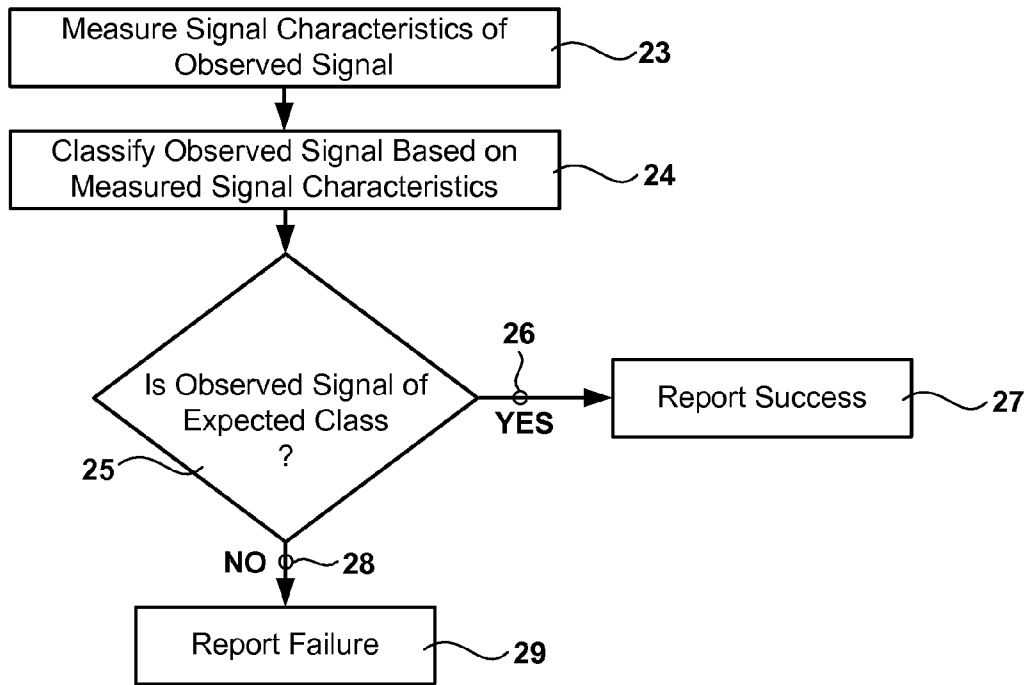 Measure Signal Characteristics of
Observed Signal
23
Classify Observed Signal Based on
Measured Signal Characteristics
24
Is Observed Signal of
Expected Class
?
25
26
YES
Report Success
27
NO
28
Report Failure
29